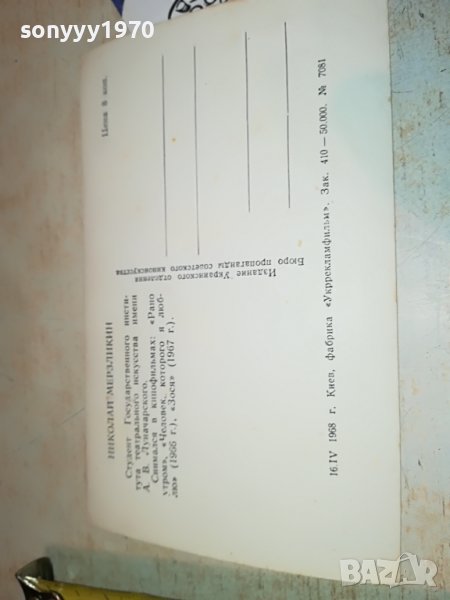 sonyyy1970
НИКОЛАЙ МЕРЗЛИКИН
Студент Государственного инсти-
тута театрального искусства имени
А. В. Луначарского.
Снимался в кинофильмах: «Рано
утром», «Человек, которого я люб-
лю» (1966 г.), «Зося» (1967 г.).
Издание Украинского отделения
Бюро пропаганды советского киноискусства
Цена 8 коп.
16.IV 1968 г. Киев, фабрика «Укррекламфильм». Зак. 410 — 50.000. № 7081
bazar